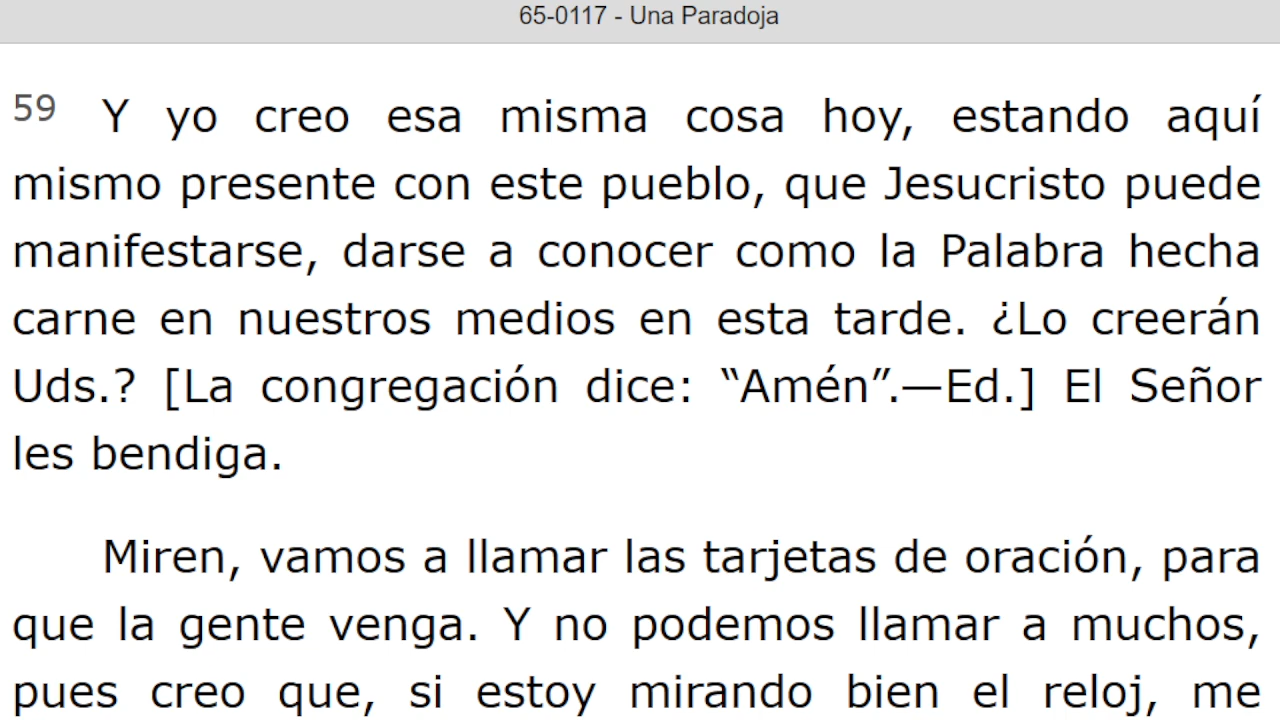 65-0117 - Una Paradoja
59 Y yo creo esa misma cosa hoy, estando aquí
mismo presente con este pueblo, que Jesucristo puede
manifestarse, darse a conocer como la Palabra hecha
carne en nuestros medios en esta tarde. ¿Lo creerán
Uds.? [La congregación dice: “Amén”.—Ed.] El Señor
les bendiga.
Miren, vamos a llamar las tarjetas de oración, para
que la gente venga. Y no podemos llamar a muchos,
pues creo que, si estoy mirando bien el reloj, me